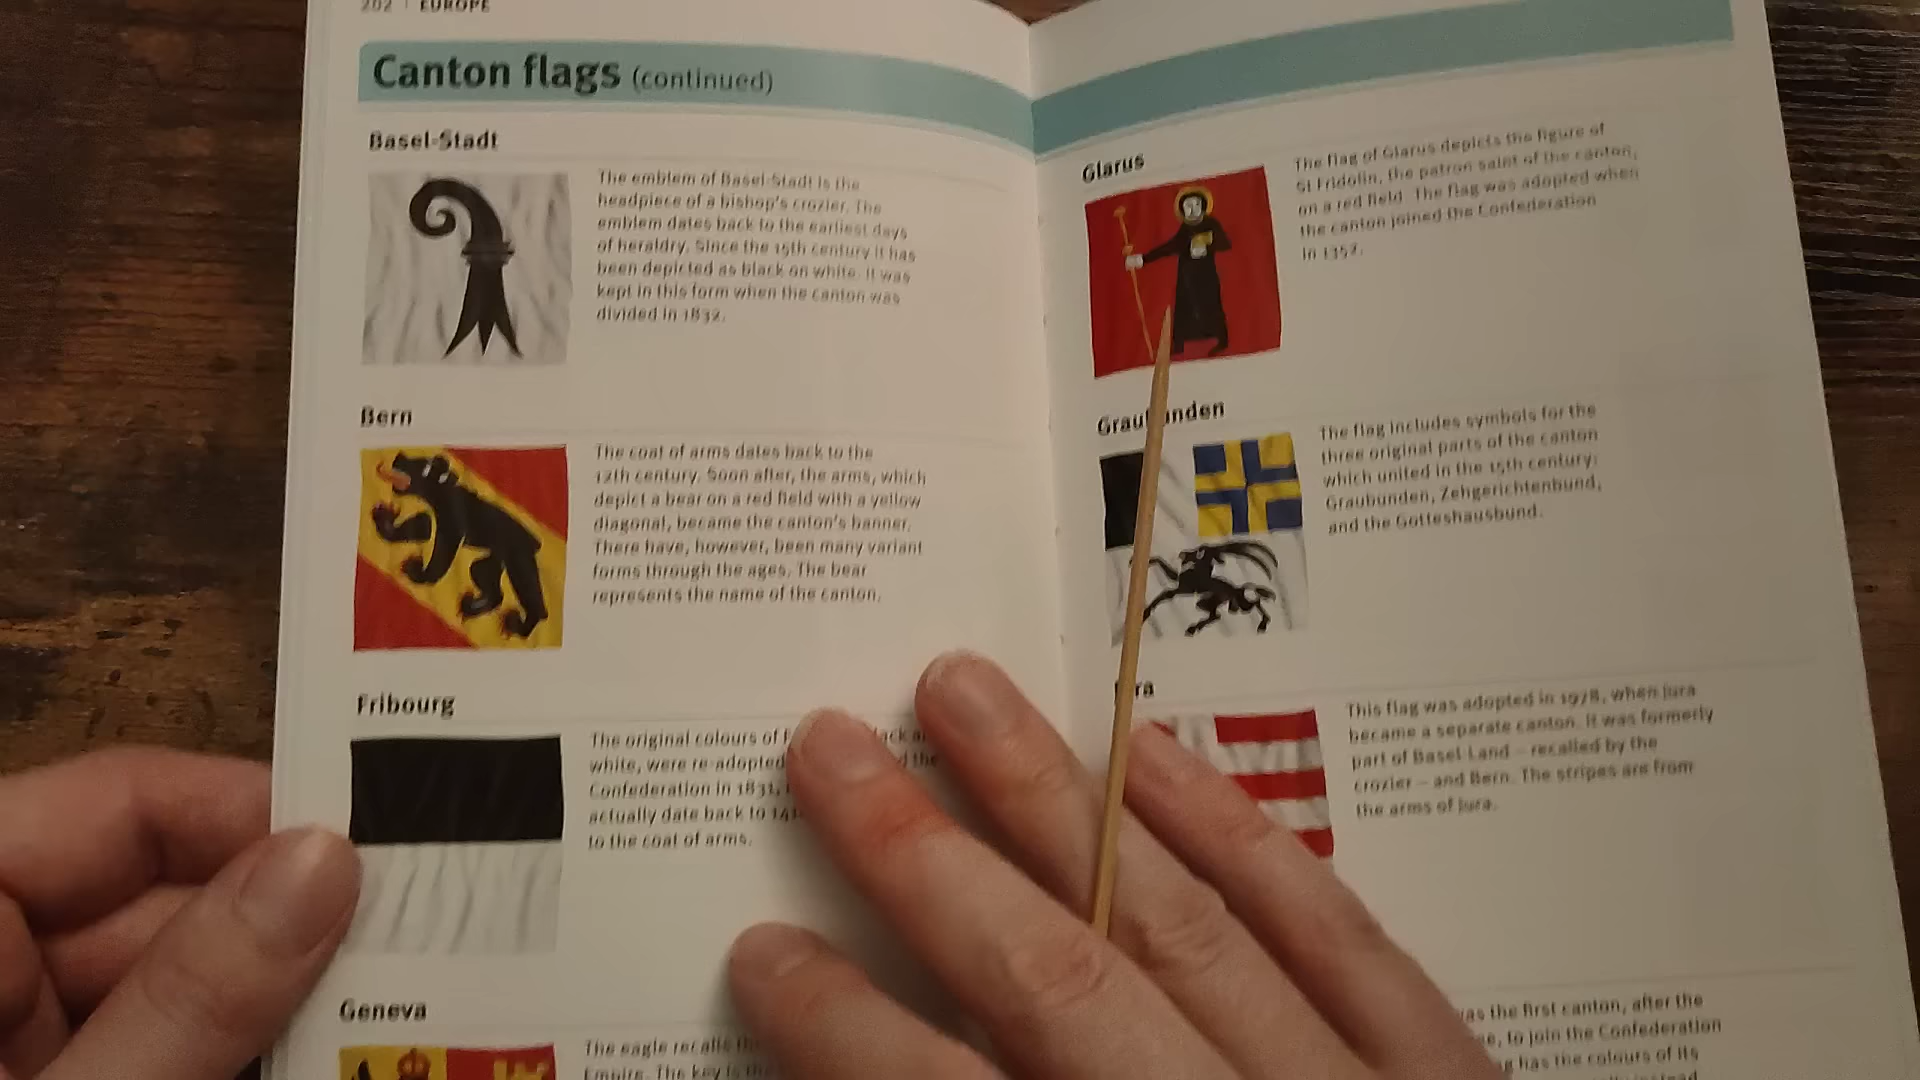 202 | EUROPE
Canton flags (continued)
Basel-Stadt
The emblem of Basel-Stadt is the
headpiece of a bishop's crozier. The
emblem dates back to the earliest days
of heraldry. Since the 15th century it has
been depicted as black on white. It was
kept in this form when the canton was
divided in 1832.
Bern
The coat of arms dates back to the
12th century. Soon after, the arms, which
depict a bear on a red field with a yellow
diagonal, became the canton's banner.
There have, however, been many variant
forms through the ages. The bear
represents the name of the canton.
Fribourg
The original colours of
white, were re-adopted
Confederation in 1831,
actually date back to
to the coat of arms.
Geneva
The eagle recalls
Empire. The key is
Glarus
The flag of Glarus depicts the figure of
St Fridolin, the patron saint of the canton,
on a red field. The flag was adopted when
the canton joined the Confederation
in 1352.
Grau nden
The flag includes symbols for the
three original parts of the canton
which united in the 15th century:
Graubunden, Zehgerichtenbund,
and the Gotteshausbund.
ra
This flag was adopted in 1978, when Jura
became a separate canton. It was formerly
part of Basel-Land – recalled by the
crozier – and Bern. The stripes are from
the arms of Jura.
was the first canton, after the
to join the Confederation
has the colours of its